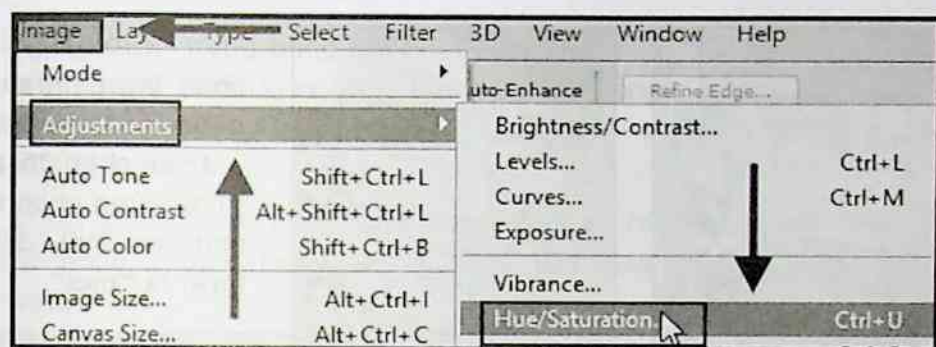 Image Lay Type Select Filter 3D View Window Help
Mode
uto-Enhance Refine Edge...
Adjustments
Brightness/Contrast...
Levels... Ctrl+L
Curves... Ctrl+M
Exposure...
Auto Tone Shift+Ctrl+L
Auto Contrast Alt+Shift+Ctrl+L
Auto Color Shift+Ctrl+B
Image Size... Alt+Ctrl+I
Canvas Size... Alt+Ctrl+C
Vibrance...
Hue/Saturation... Ctrl+U